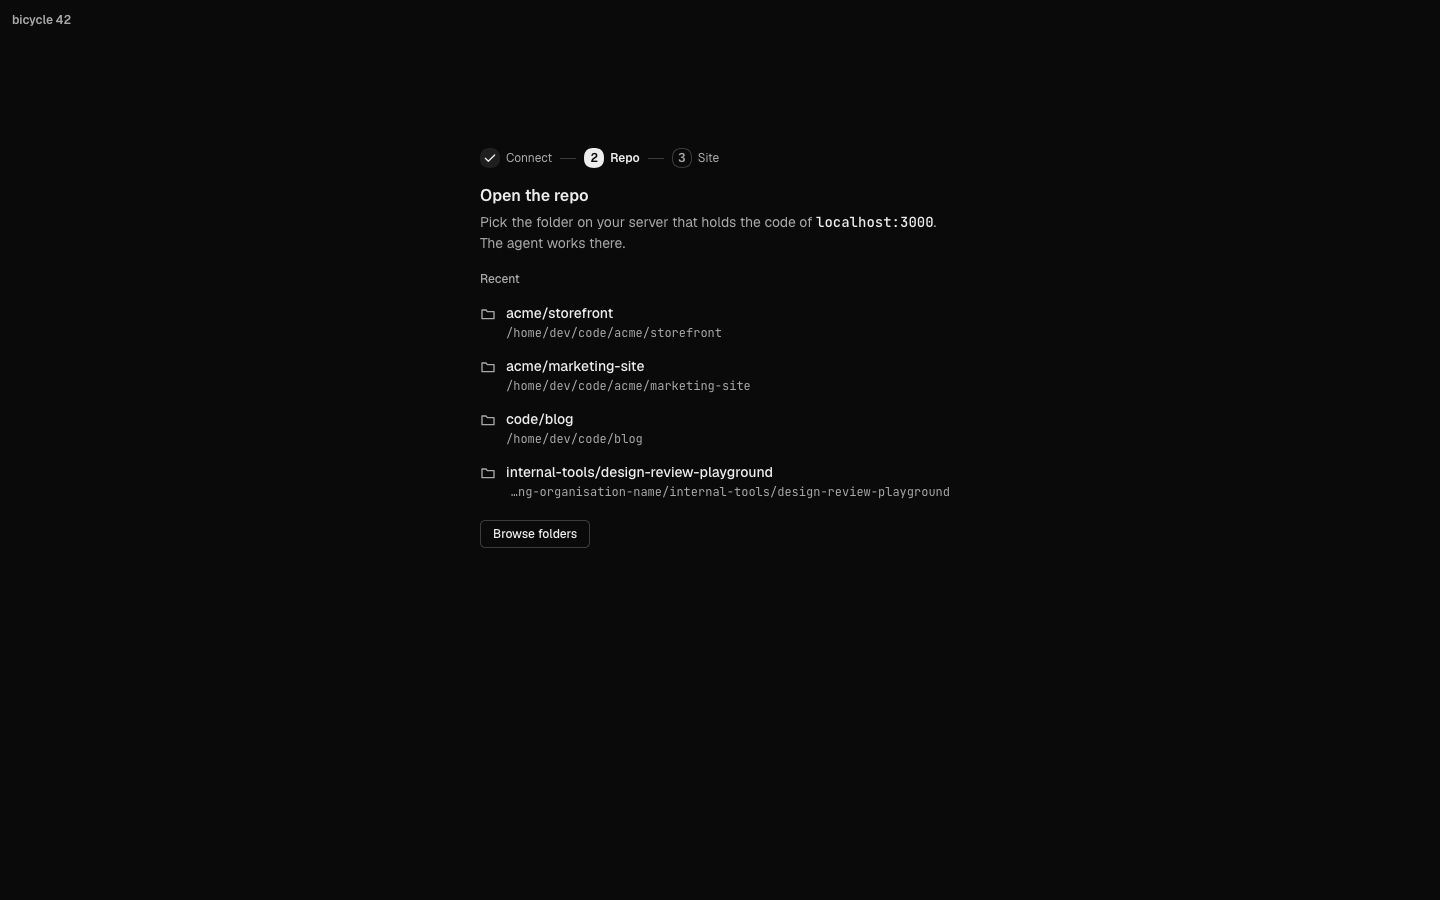 bicycle 42
Connect
2 Repo
3 Site
Open the repo
Pick the folder on your server that holds the code of localhost:3000.
The agent works there.
Recent
acme/storefront
/home/dev/code/acme/storefront
acme/marketing-site
/home/dev/code/acme/marketing-site
code/blog
/home/dev/code/blog
internal-tools/design-review-playground
…ng-organisation-name/internal-tools/design-review-playground
Browse folders